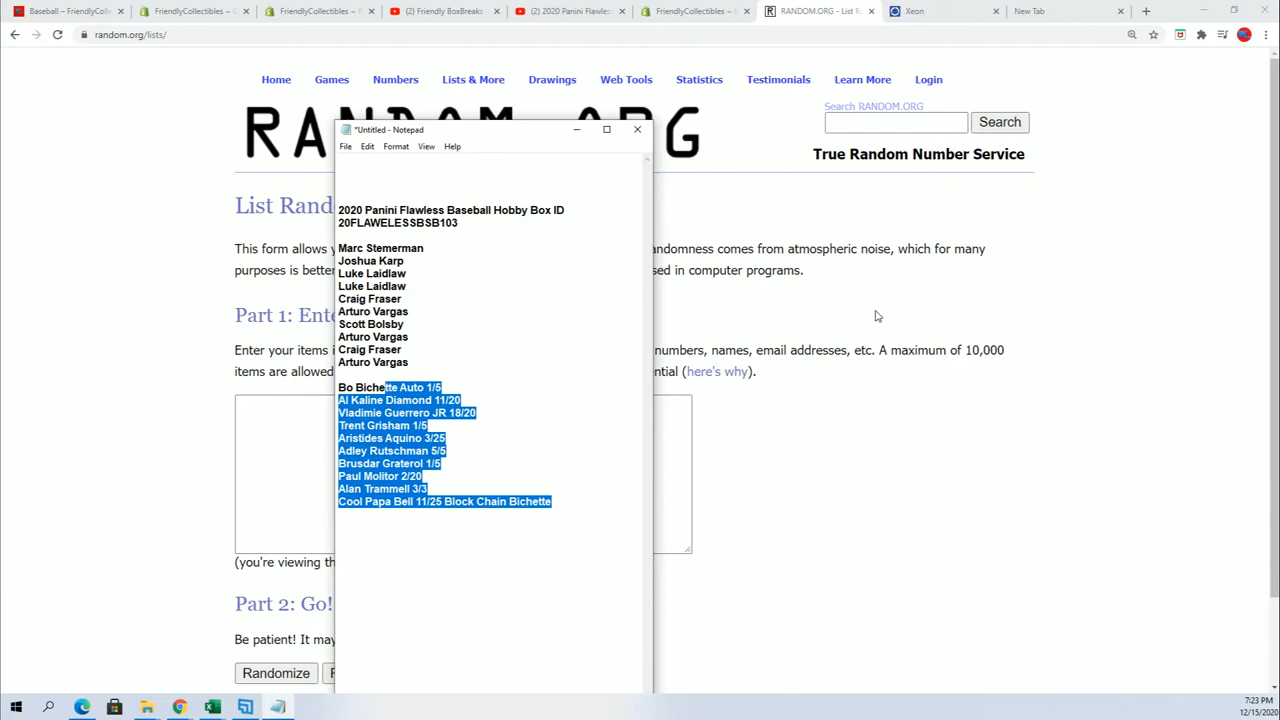 Baseball – FriendlyColl
FriendlyCollectibles – C
FriendlyCollectibles – P
(2) Friendly BoxBreaks -
(2) 2020 Panini Flawles
FriendlyCollectibles –
RANDOM.ORG - List R
Xeon
New Tab
random.org/lists/
Home Games Numbers Lists & More Drawings Web Tools Statistics Testimonials Learn More Login
RANDOM.ORG
Search RANDOM.ORG
Search
True Random Number Service
*Untitled - Notepad
File Edit Format View Help
2020 Panini Flawless Baseball Hobby Box ID
20FLAWELESSBSB103
Marc Stemerman
Joshua Karp
Luke Laidlaw
Luke Laidlaw
Craig Fraser
Arturo Vargas
Scott Bolsby
Arturo Vargas
Craig Fraser
Arturo Vargas
Bo Bichette Auto 1/5
Al Kaline Diamond 11/20
Vladimie Guerrero JR 18/20
Trent Grisham 1/5
Aristides Aquino 3/25
Adley Rutschman 5/5
Brusdar Graterol 1/5
Paul Molitor 2/20
Alan Trammell 3/3
Cool Papa Bell 11/25 Block Chain Bichette
List Rand
This form allows y andomness comes from atmospheric noise, which for many
purposes is bette sed in computer programs.
Part 1: Ente
Enter your items i numbers, names, email addresses, etc. A maximum of 10,000
items are allowed ential (here's why).
(you're viewing th
Part 2: Go!
Be patient! It may
Randomize
7:23 PM
12/15/2020